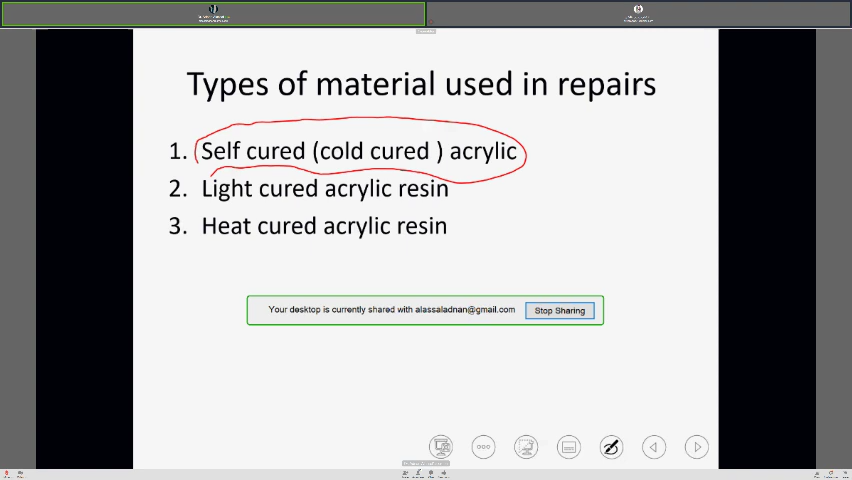 Types of material used in repairs
1. Self cured (cold cured ) acrylic
2. Light cured acrylic resin
3. Heat cured acrylic resin
Your desktop is currently shared with alassaladnan@gmail.com
Stop Sharing